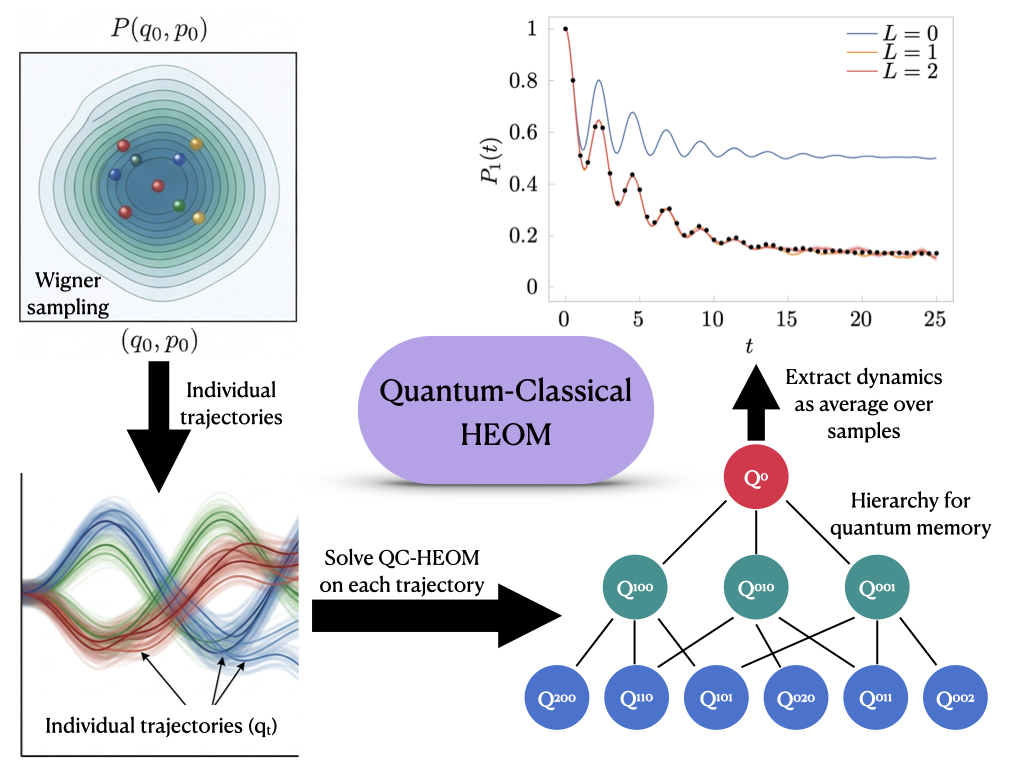 P(q₀, p₀)
Wigner
sampling
(q₀, p₀)
Individual
trajectories
Individual trajectories (qₜ)
Quantum-Classical
HEOM
Solve QC-HEOM
on each trajectory
1
0.8
0.6
0.4
0.2
0
P₁(t)
L = 0
L = 1
L = 2
0 5 10 15 20 25
t
Extract dynamics
as average over
samples
Hierarchy for
quantum memory
Q⁰
Q¹⁰⁰ Q⁰¹⁰ Q⁰⁰¹
Q²⁰⁰ Q¹¹⁰ Q¹⁰¹ Q⁰²⁰ Q⁰¹¹ Q⁰⁰²